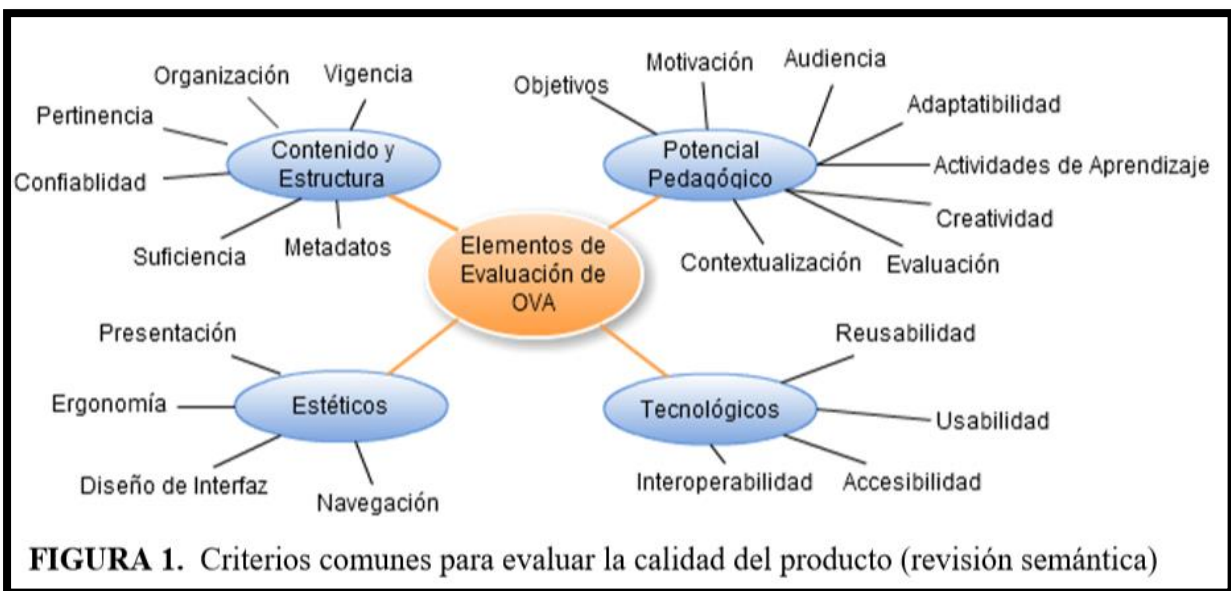 Organización
Vigencia
Pertinencia
Confiablidad
Contenido y
Estructura
Suficiencia
Metadatos
Objetivos
Motivación
Audiencia
Adaptatibilidad
Potencial
Pedagógico
Actividades de Aprendizaje
Creatividad
Contextualización
Evaluación
Elementos de
Evaluación de
OVA
Presentación
Ergonomía
Estéticos
Diseño de Interfaz
Navegación
Reusabilidad
Tecnológicos
Usabilidad
Interoperabilidad
Accesibilidad
FIGURA 1. Criterios comunes para evaluar la calidad del producto (revisión semántica)